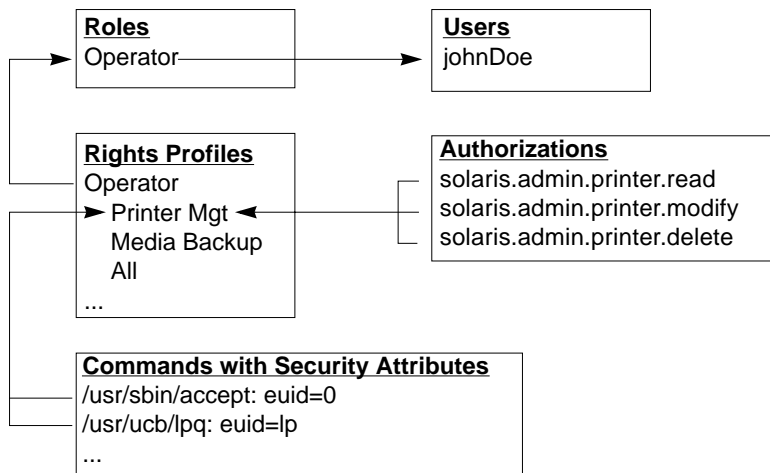 Roles
Operator
Users
johnDoe
Rights Profiles
Operator
Printer Mgt
Media Backup
All
...
Authorizations
solaris.admin.printer.read
solaris.admin.printer.modify
solaris.admin.printer.delete
Commands with Security Attributes
/usr/sbin/accept: euid=0
/usr/ucb/lpq: euid=lp
...